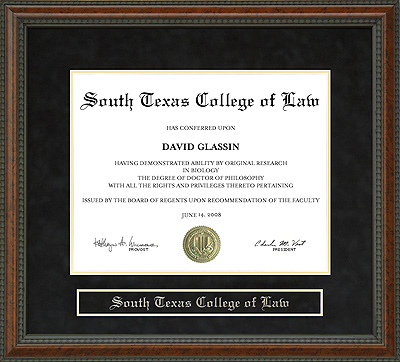 South Texas College of Law
HAS CONFERRED UPON
DAVID GLASSIN
HAVING DEMONSTRATED ABILITY BY ORIGINAL RESEARCH
IN BIOLOGY
THE DEGREE OF DOCTOR OF PHILOSOPHY
WITH ALL THE RIGHTS AND PRIVILEGES THERETO PERTAINING
ISSUED BY THE BOARD OF REGENTS UPON RECOMMENDATION OF THE FACULTY
JUNE 14, 2008
PROVOST
PRESIDENT
South Texas College of Law